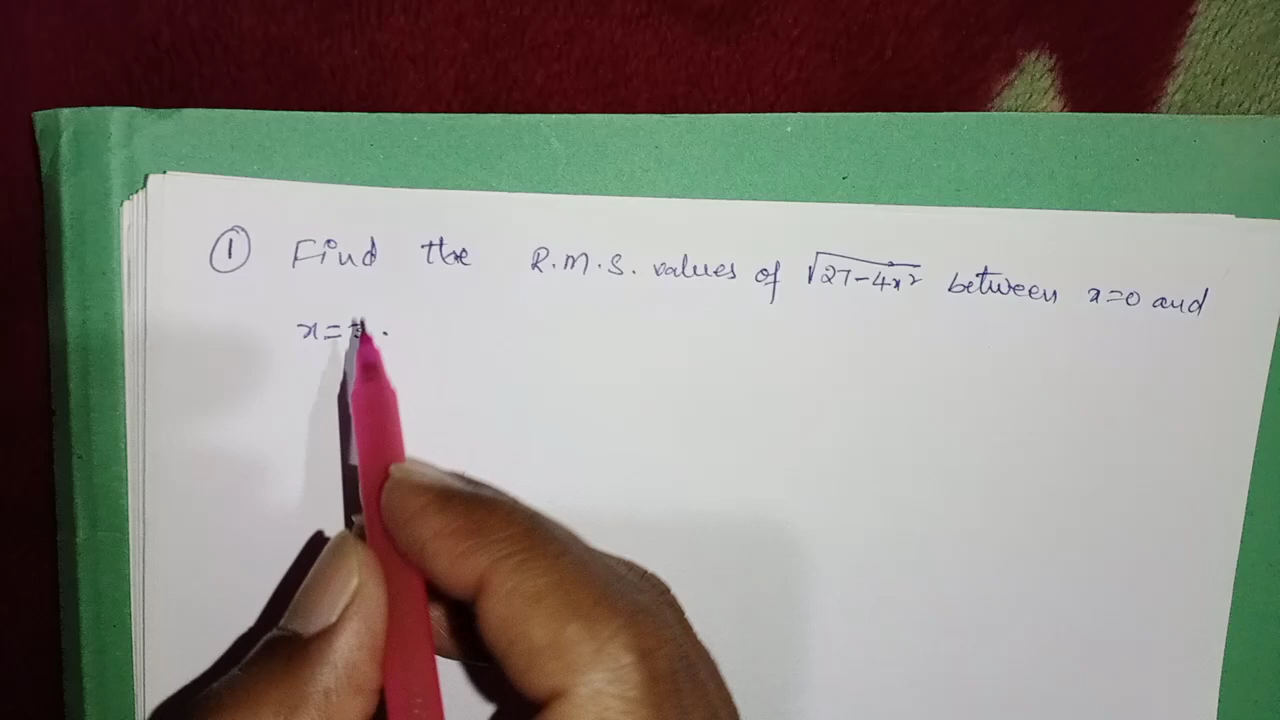 ① Find the R.M.S. values of √27-4x² between x=0 and
x=